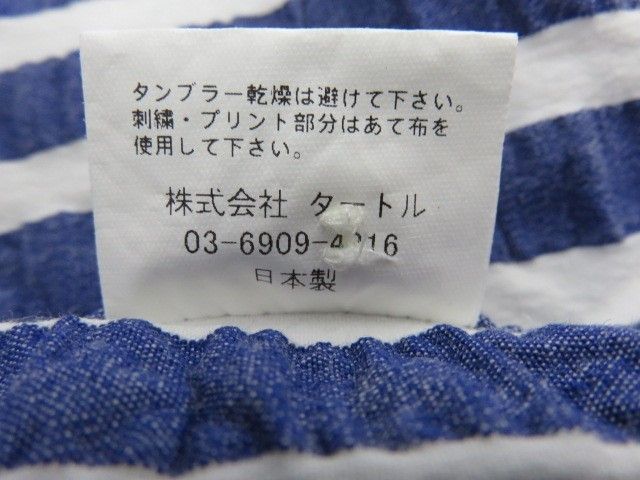 タンブラー乾燥は避けて下さい。
刺繍・プリント部分はあて布を
使用して下さい。
株式会社 タートル
日本製